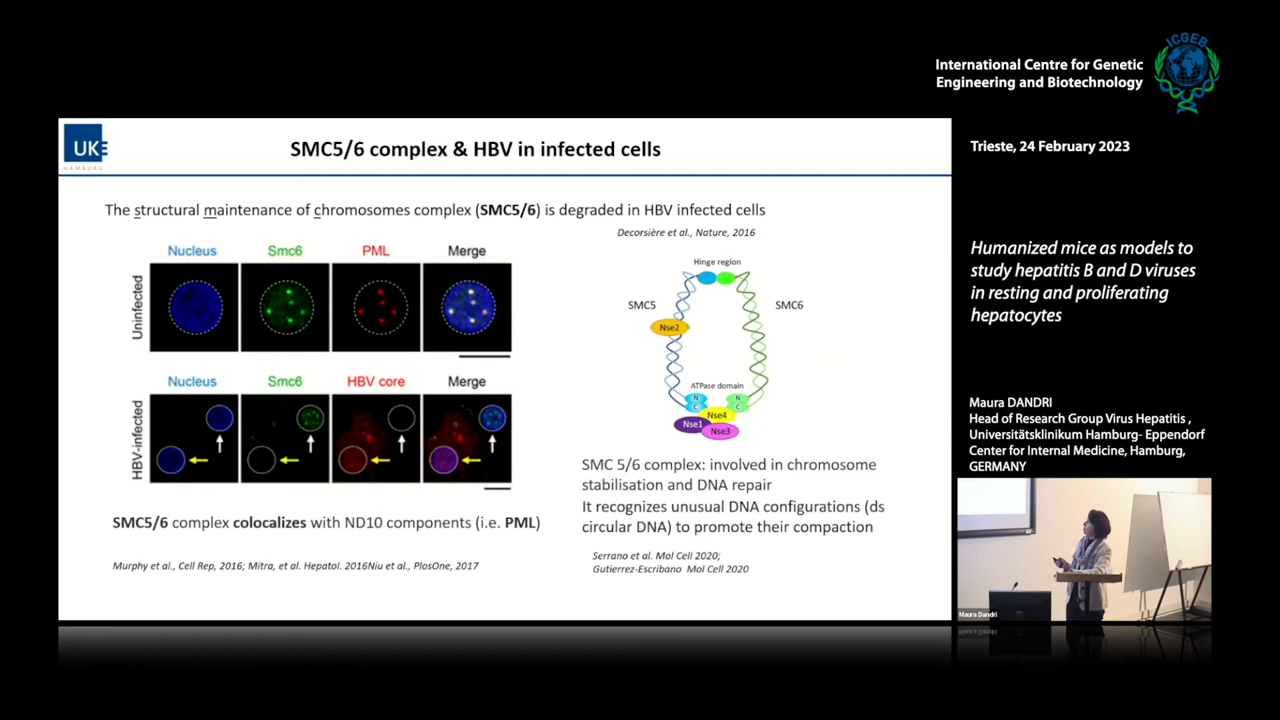 International Centre for Genetic
Engineering and Biotechnology
ICGEB
Trieste, 24 February 2023
UKE
HAMBURG
SMC5/6 complex & HBV in infected cells
The structural maintenance of chromosomes complex (SMC5/6) is degraded in HBV infected cells
Decorsière et al., Nature, 2016
Nucleus Smc6 PML Merge
Uninfected
Nucleus Smc6 HBV core Merge
HBV-infected
SMC5/6 complex colocalizes with ND10 components (i.e. PML)
Murphy et al., Cell Rep, 2016; Mitra, et al. Hepatol. 2016Niu et al., PlosOne, 2017
Hinge region
SMC5 SMC6
Nse2
ATPase domain
N N
C C
Nse4
Nse1
Nse3
SMC 5/6 complex: involved in chromosome
stabilisation and DNA repair
It recognizes unusual DNA configurations (ds
circular DNA) to promote their compaction
Serrano et al. Mol Cell 2020;
Gutierrez-Escribano Mol Cell 2020
Humanized mice as models to
study hepatitis B and D viruses
in resting and proliferating
hepatocytes
Maura DANDRI
Head of Research Group Virus Hepatitis ,
Universitätsklinikum Hamburg- Eppendorf
Center for Internal Medicine, Hamburg,
GERMANY
Maura Dandri